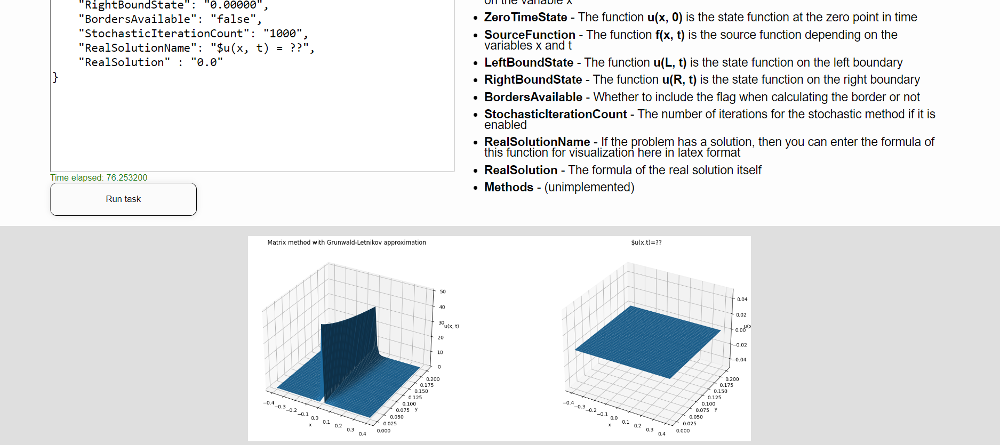 "RightBoundState": "0.00000",
"BordersAvailable": "false",
"StochasticIterationCount": "1000",
"RealSolutionName": "$u(x, t) = ??",
"RealSolution" : "0.0"
}
Time elapsed: 76.253200
Run task
on the variable x
• ZeroTimeState - The function u(x, 0) is the state function at the zero point in time
• SourceFunction - The function f(x, t) is the source function depending on the
variables x and t
• LeftBoundState - The function u(L, t) is the state function on the left boundary
• RightBoundState - The function u(R, t) is the state function on the right boundary
• BordersAvailable - Whether to include the flag when calculating the border or not
• StochasticIterationCount - The number of iterations for the stochastic method if it is
enabled
• RealSolutionName - If the problem has a solution, then you can enter the formula of
this function for visualization here in latex format
• RealSolution - The formula of the real solution itself
• Methods - (unimplemented)
Matrix method with Grunwald-Letnikov approximation
50
40
30
u(x, t)
20
10
0
0.200
0.175
0.150
0.125
0.100
0.075
y
0.050
0.025
0.000
−0.4
−0.3
−0.2
−0.1
0.0
x
0.1
0.2
0.3
0.4
$u(x,t)=??
0.04
0.02
0.00
u(x
−0.02
−0.04
0.200
0.175
0.150
0.125
0.100
0.075
y
0.050
0.025
0.000
−0.4
−0.3
−0.2
−0.1
0.0
x
0.1
0.2
0.3
0.4